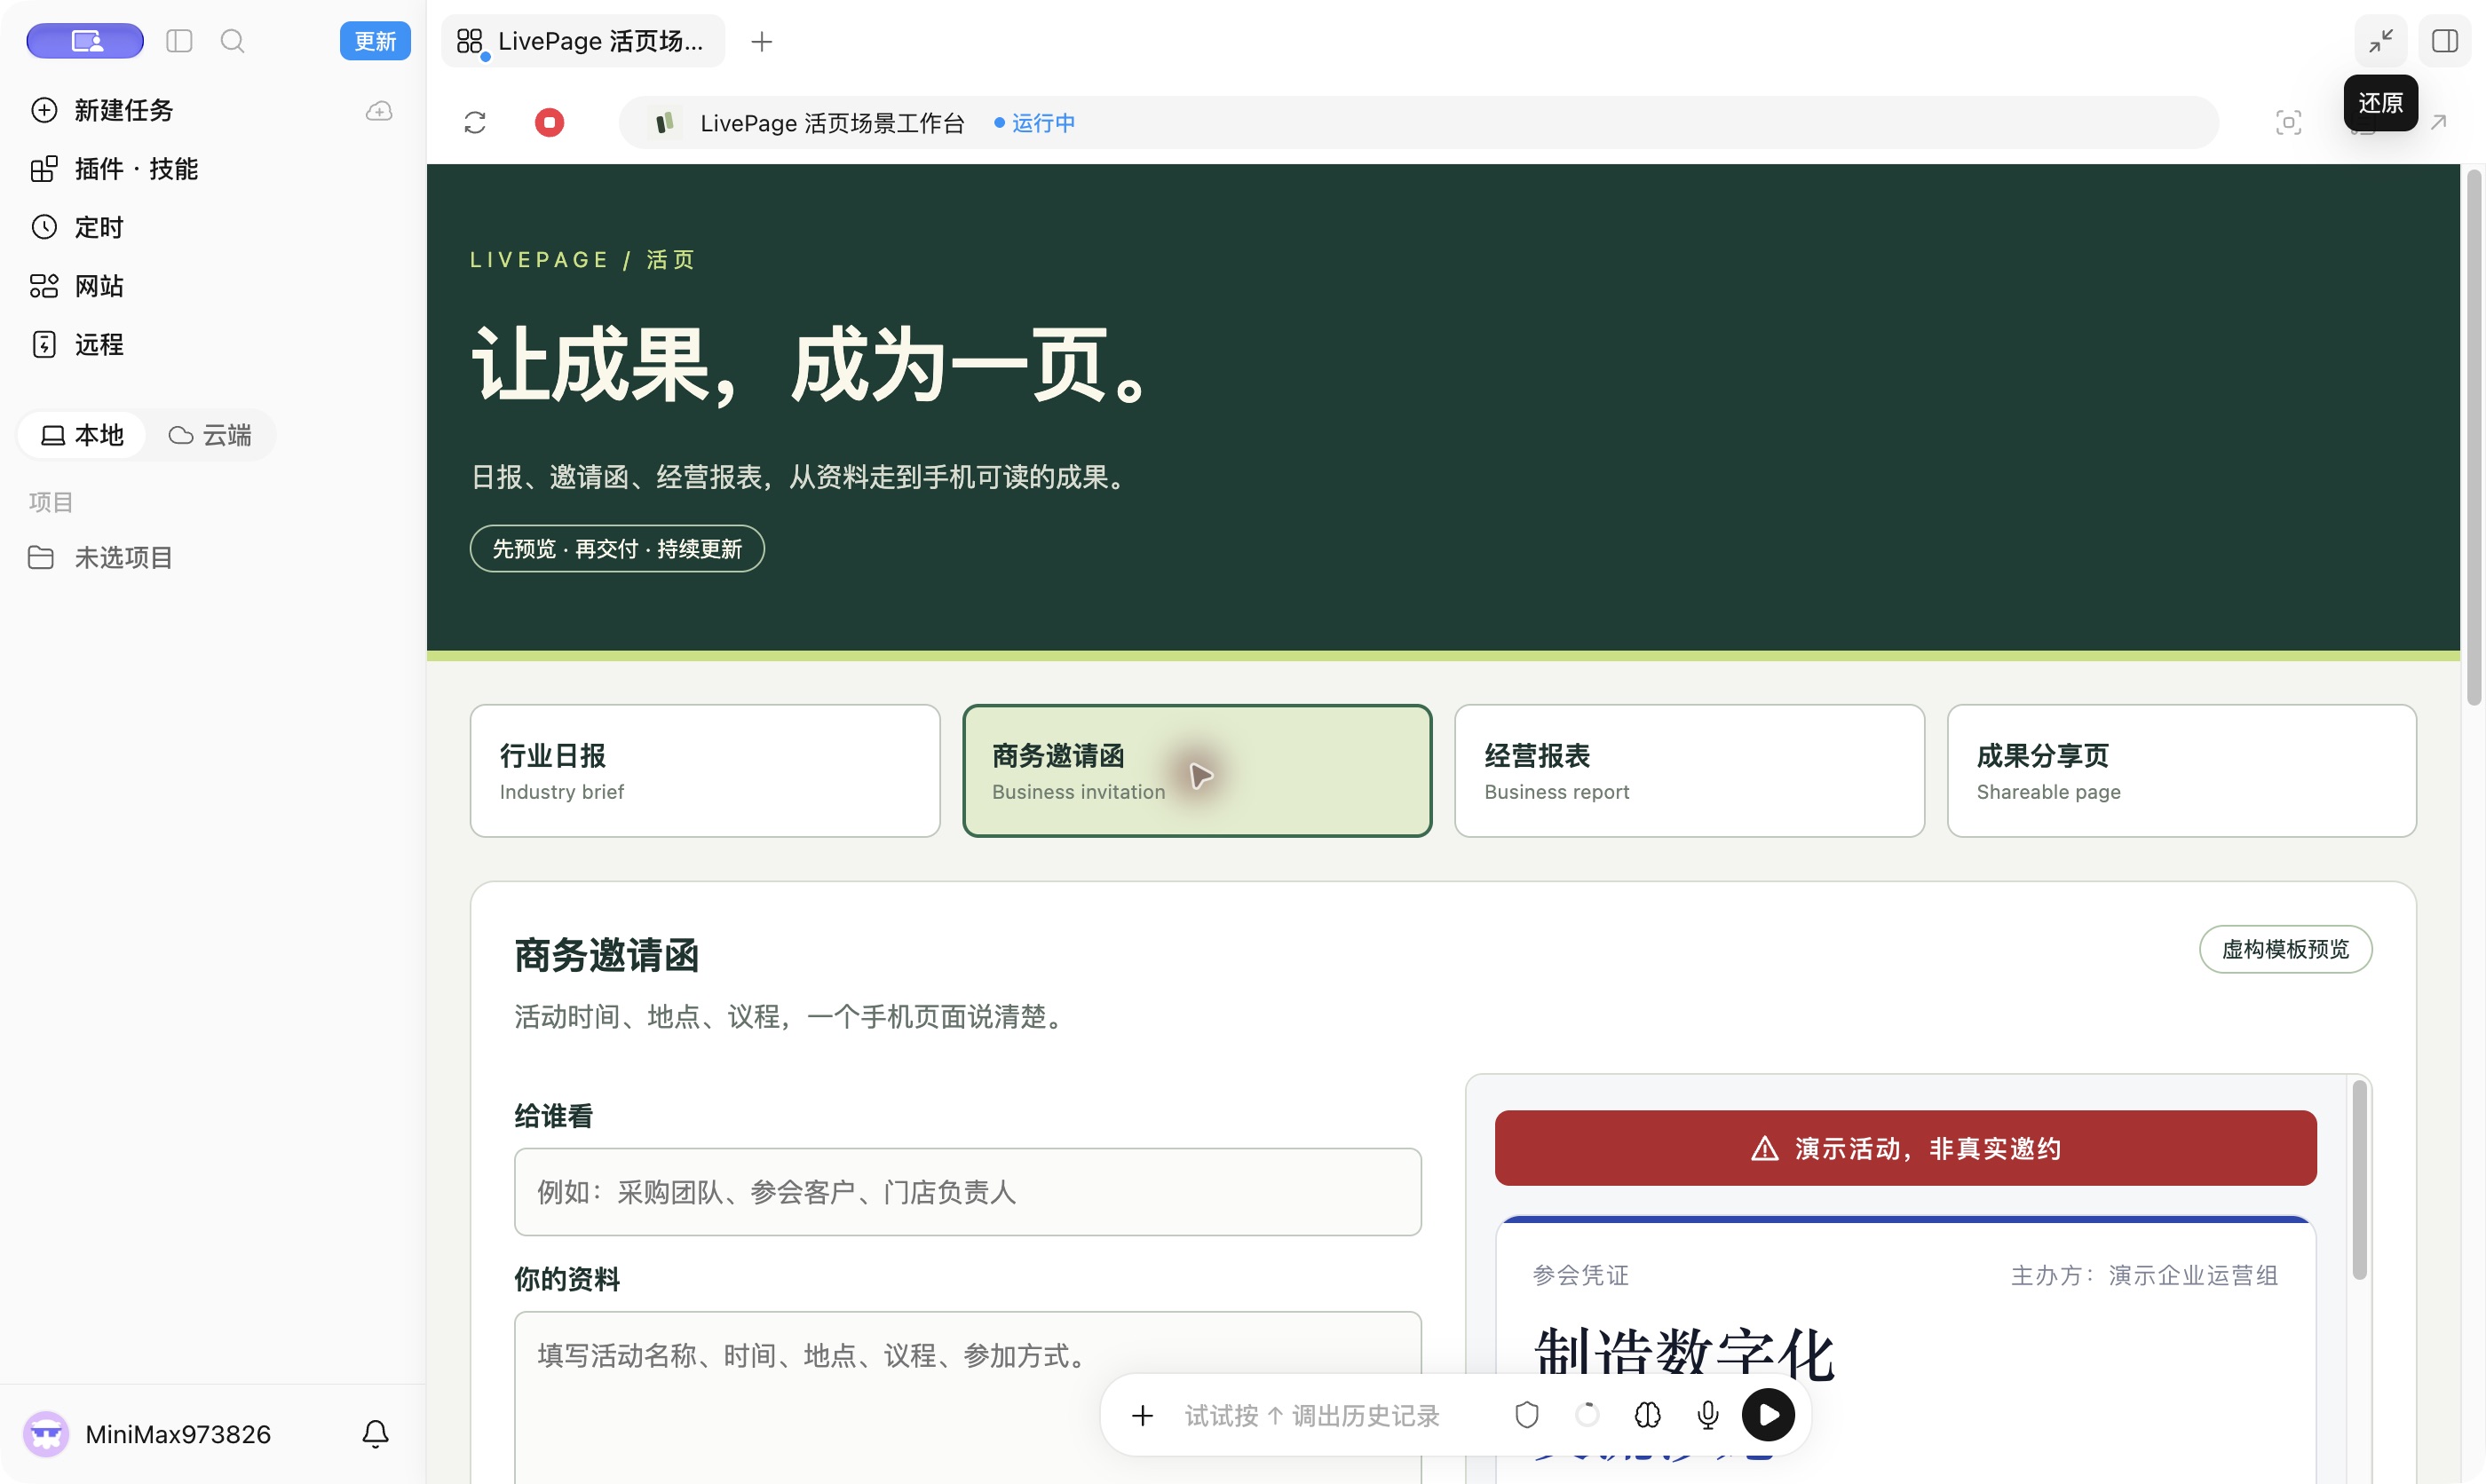 更新
LivePage 活页场...
还原
新建任务
LivePage 活页场景工作台
运行中
插件 · 技能
定时
网站
远程
本地
云端
项目
未选项目
LIVEPAGE / 活页
让成果，成为一页。
日报、邀请函、经营报表，从资料走到手机可读的成果。
先预览 · 再交付 · 持续更新
行业日报
Industry brief
商务邀请函
Business invitation
经营报表
Business report
成果分享页
Shareable page
商务邀请函
虚构模板预览
活动时间、地点、议程，一个手机页面说清楚。
给谁看
例如：采购团队、参会客户、门店负责人
你的资料
填写活动名称、时间、地点、议程、参加方式。
演示活动，非真实邀约
参会凭证
主办方：演示企业运营组
制造数字化
试试按 ↑ 调出历史记录
MiniMax973826